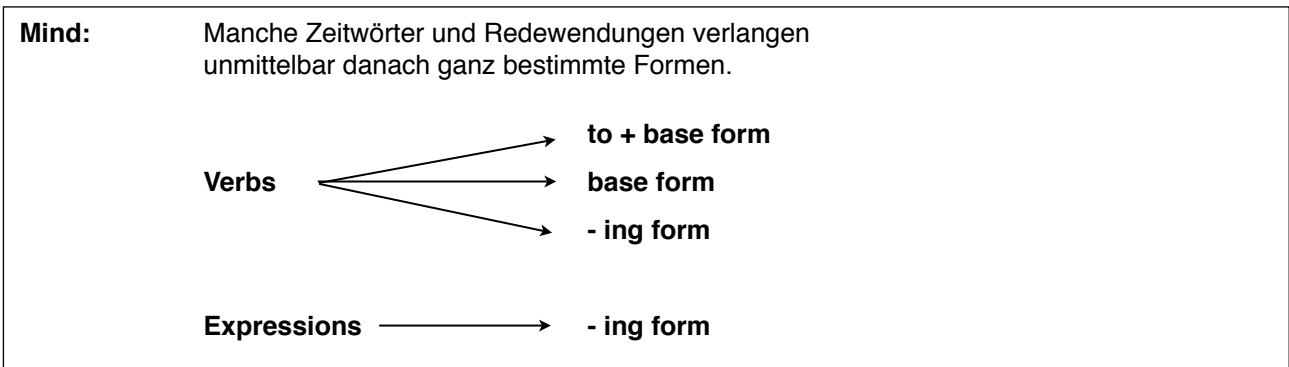 Mind: Manche Zeitwörter und Redewendungen verlangen
unmittelbar danach ganz bestimmte Formen.
to + base form
Verbs base form
- ing form
Expressions - ing form